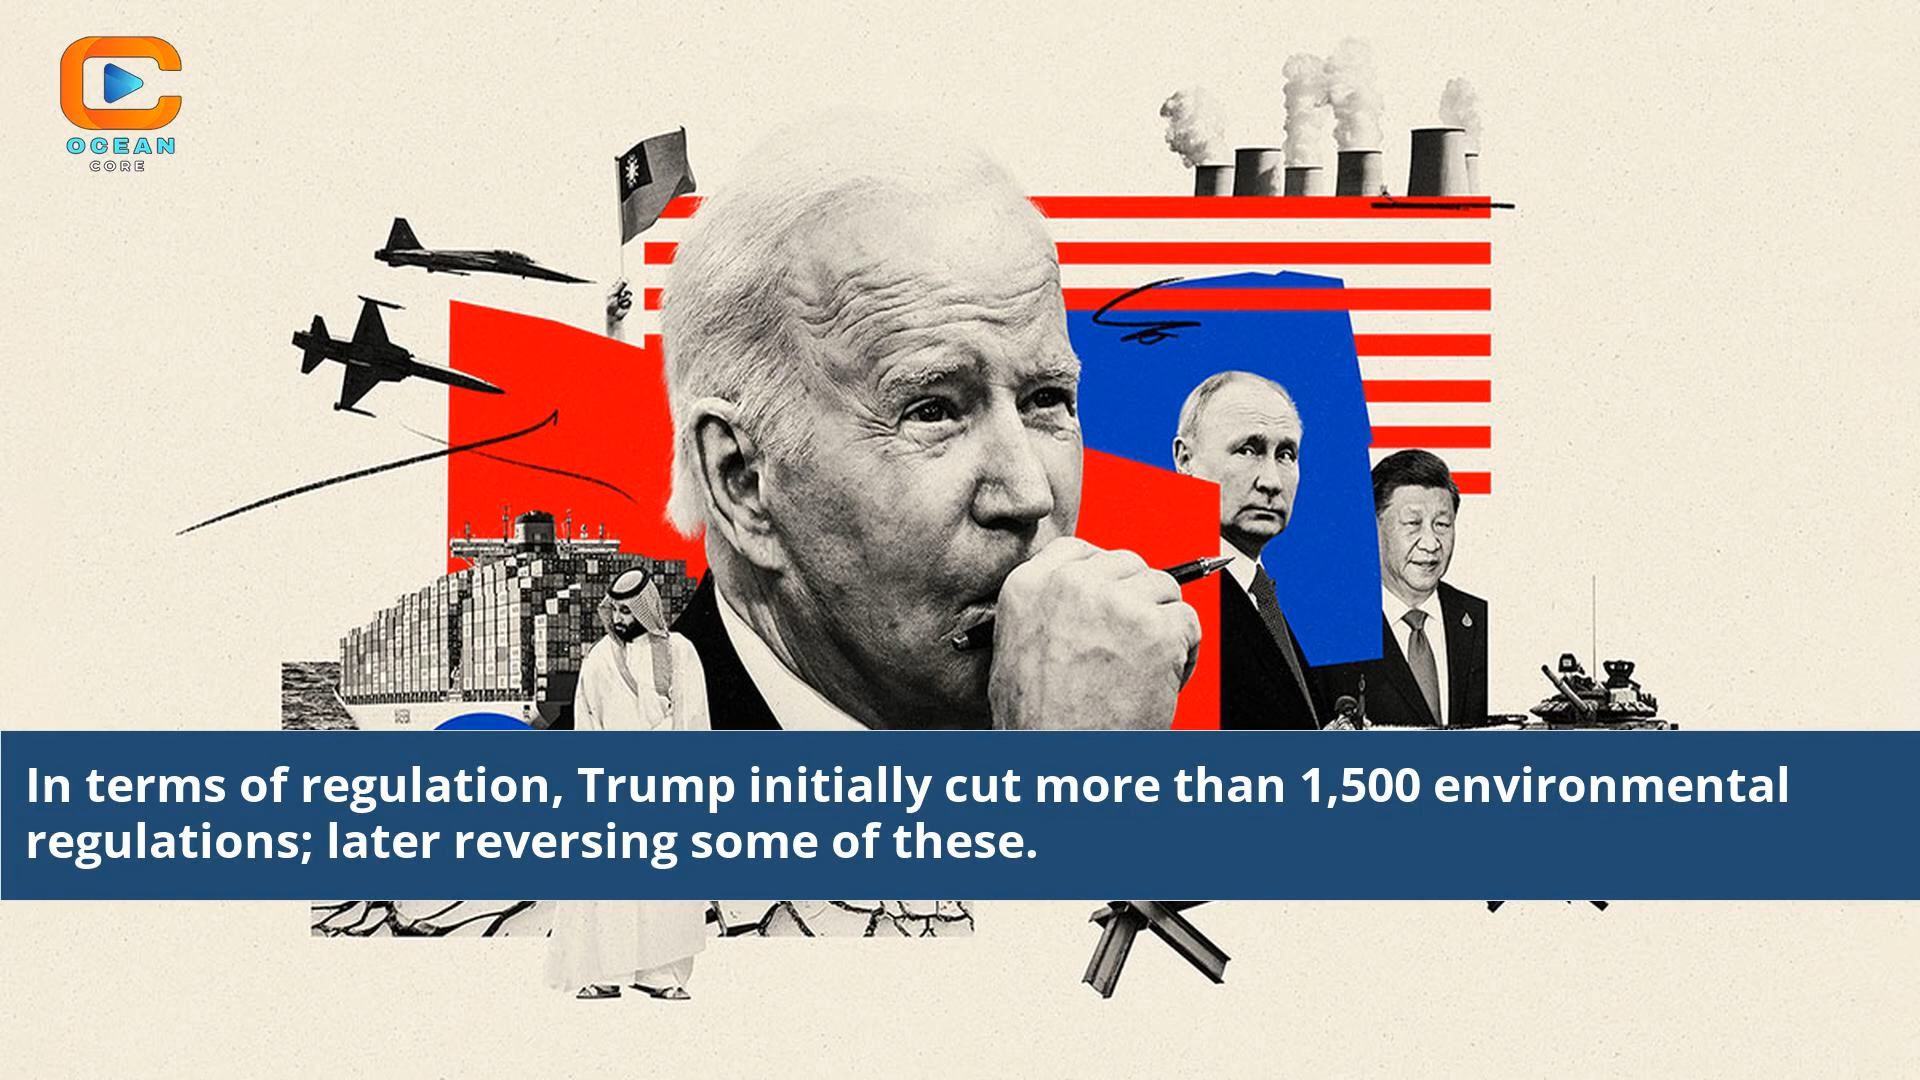 OCEAN
CORE
In terms of regulation, Trump initially cut more than 1,500 environmental
regulations; later reversing some of these.